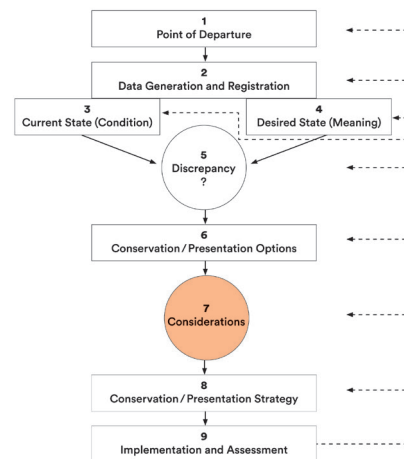 1
Point of Departure
2
Data Generation and Registration
3
Current State (Condition)
4
Desired State (Meaning)
5
Discrepancy
?
6
Conservation / Presentation Options
7
Considerations
8
Conservation / Presentation Strategy
9
Implementation and Assessment